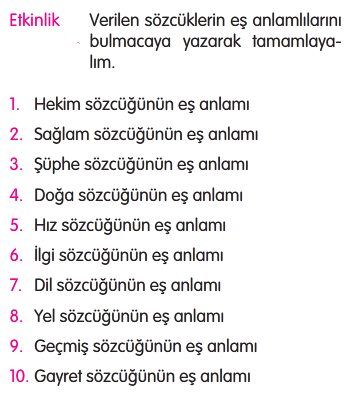 Etkinlik Verilen sözcüklerin eş anlamlılarını
bulmacaya yazarak tamamlaya-
lım.
1. Hekim sözcüğünün eş anlamı
2. Sağlam sözcüğünün eş anlamı
3. Şüphe sözcüğünün eş anlamı
4. Doğa sözcüğünün eş anlamı
5. Hız sözcüğünün eş anlamı
6. İlgi sözcüğünün eş anlamı
7. Dil sözcüğünün eş anlamı
8. Yel sözcüğünün eş anlamı
9. Geçmiş sözcüğünün eş anlamı
10. Gayret sözcüğünün eş anlamı